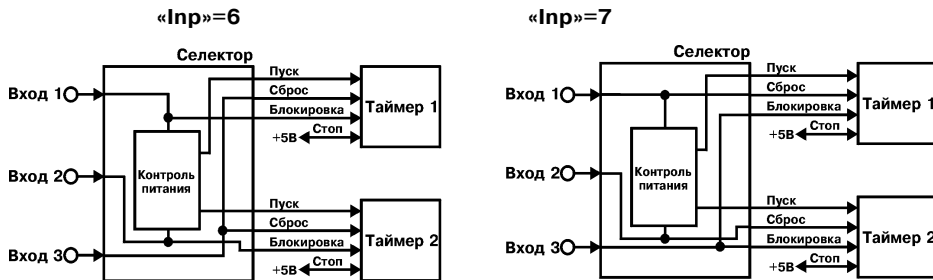 «Inp»=6
Селектор
Вход 1
Вход 2
Вход 3
Контроль
питания
Пуск
Сброс
Блокировка
+5В
Стоп
Таймер 1
Пуск
Сброс
Блокировка
+5В
Стоп
Таймер 2
«Inp»=7
Селектор
Вход 1
Вход 2
Вход 3
Контроль
питания
Пуск
Сброс
Блокировка
+5В
Стоп
Таймер 1
Пуск
Сброс
Блокировка
+5В
Стоп
Таймер 2